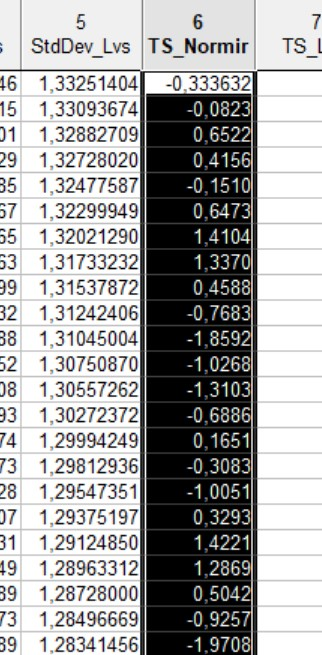 5 6 7
s StdDev_Lvs TS_Normir TS_L
46 1,33251404 -0,333632
15 1,33093674 -0,0823
01 1,32882709 0,6522
29 1,32728020 0,4156
85 1,32477587 -0,1510
67 1,32299949 0,6473
65 1,32021290 1,4104
63 1,31733232 1,3370
99 1,31537872 0,4588
32 1,31242406 -0,7683
88 1,31045004 -1,8592
52 1,30750870 -1,0268
08 1,30557262 -1,3103
93 1,30272372 -0,6886
74 1,29994249 0,1651
73 1,29812936 -0,3083
28 1,29547351 -1,0051
07 1,29375197 0,3293
31 1,29124850 1,4221
49 1,28963312 1,2869
89 1,28728000 0,5042
73 1,28496669 -0,9257
89 1,28341456 -1,9708